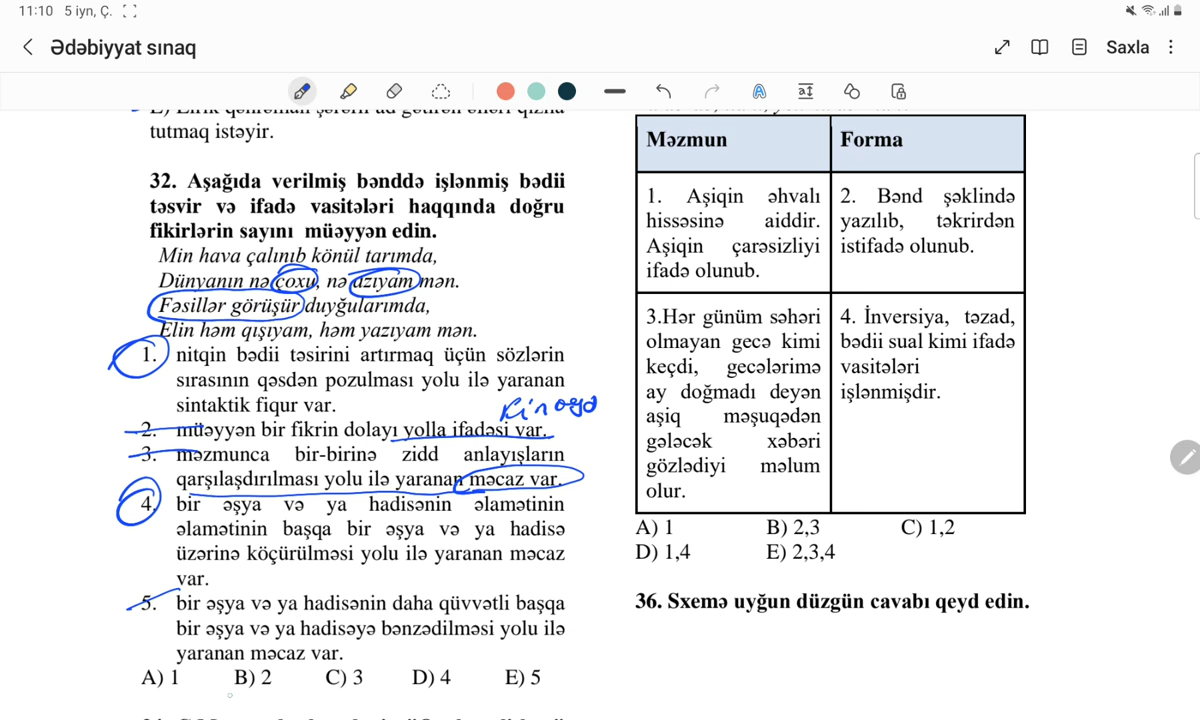 11:10 5 iyn, Ç.
Ədəbiyyat sınaq
Saxla
tutmaq istəyir.
32. Aşağıda verilmiş bənddə işlənmiş bədii
təsvir və ifadə vasitələri haqqında doğru
fikirlərin sayını müəyyən edin.
Min hava çalınıb könül tarımda,
Dünyanın nə çoxu, nə azıyam mən.
Fəsillər görüşür duyğularımda,
Elin həm qışıyam, həm yazıyam mən.
1. nitqin bədii təsirini artırmaq üçün sözlərin
sırasının qəsdən pozulması yolu ilə yaranan
sintaktik fiqur var.
2. müəyyən bir fikrin dolayı yolla ifadəsi var.
3. məzmunca bir-birinə zidd anlayışların
qarşılaşdırılması yolu ilə yaranan məcaz var.
4. bir əşya və ya hadisənin əlamətinin
əlamətinin başqa bir əşya və ya hadisə
üzərinə köçürülməsi yolu ilə yaranan məcaz
var.
5. bir əşya və ya hadisənin daha qüvvətli başqa
bir əşya və ya hadisəyə bənzədilməsi yolu ilə
yaranan məcaz var.
A) 1 B) 2 C) 3 D) 4 E) 5
Məzmun
Forma
1. Aşiqin əhvalı
hissəsinə aiddir.
Aşiqin çarəsizliyi
ifadə olunub.
2. Bənd şəklində
yazılıb, təkrirdən
istifadə olunub.
3.Hər günüm səhəri
olmayan gecə kimi
keçdi, gecələrimə
ay doğmadı deyən
aşiq məşuqədən
gələcək xəbəri
gözlədiyi məlum
olur.
4. İnversiya, təzad,
bədii sual kimi ifadə
vasitələri
işlənmişdir.
A) 1 B) 2,3 C) 1,2
D) 1,4 E) 2,3,4
36. Sxemə uyğun düzgün cavabı qeyd edin.